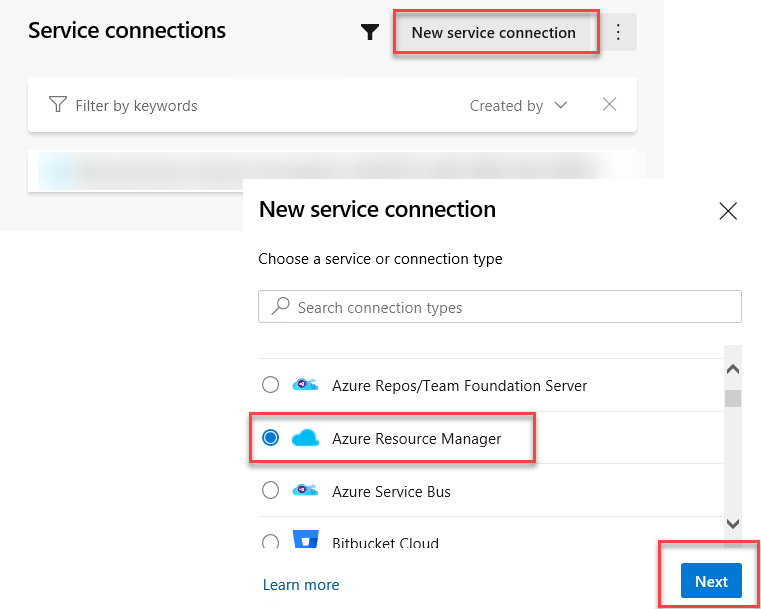 Service connections
New service connection
Filter by keywords
Created by
New service connection
Choose a service or connection type
Search connection types
Azure Repos/Team Foundation Server
Azure Resource Manager
Azure Service Bus
Bitbucket Cloud
Learn more
Next